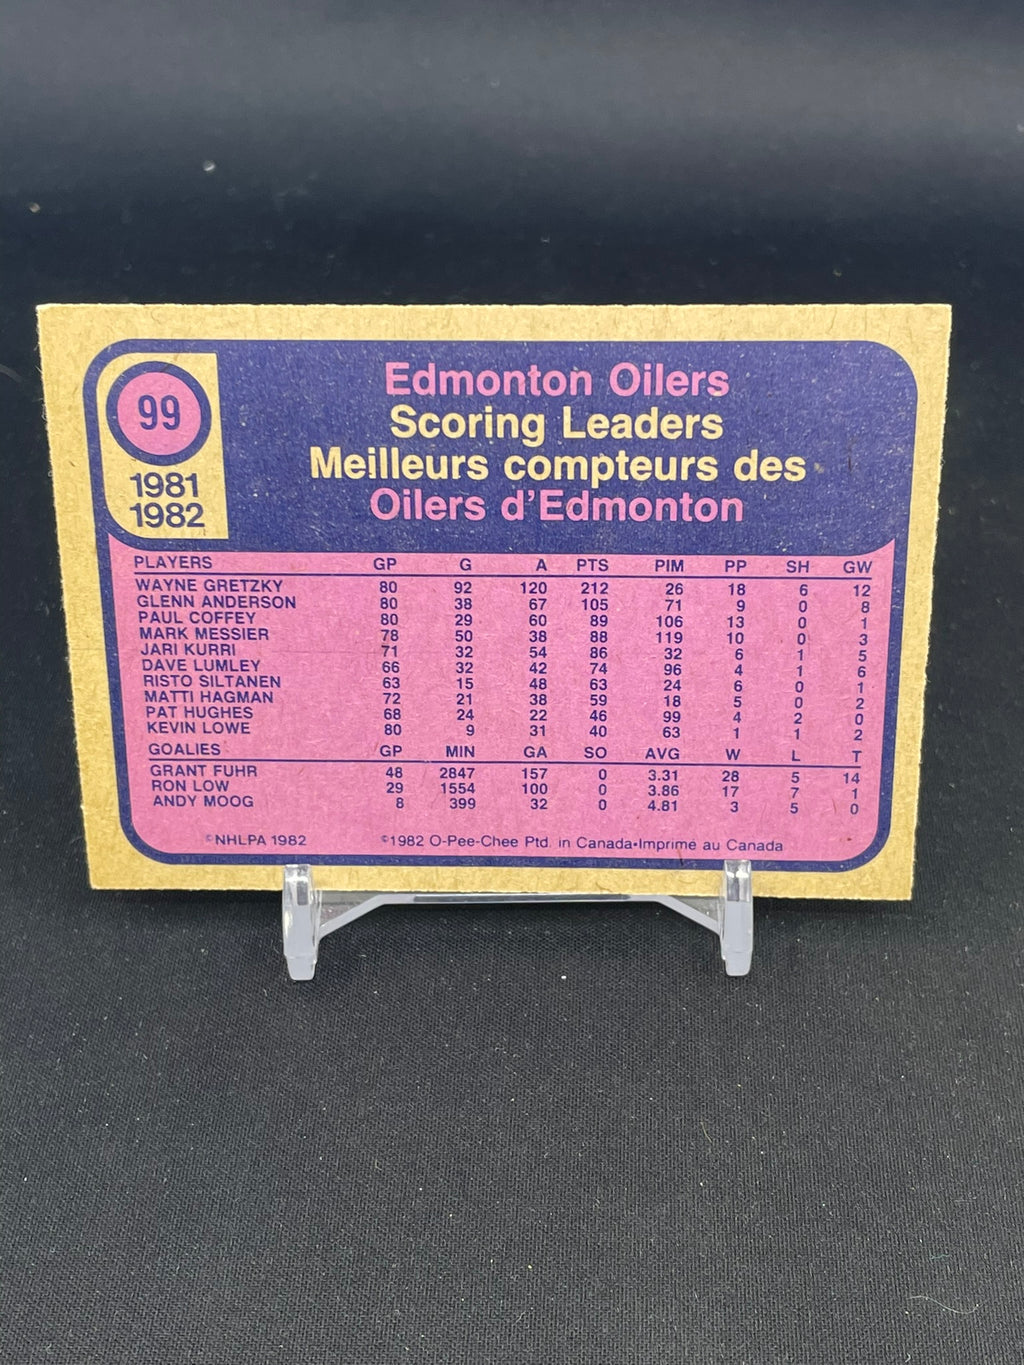 99
1981
1982
Edmonton Oilers
Scoring Leaders
Meilleurs compteurs des
Oilers d'Edmonton
PLAYERS GP G A PTS PIM PP SH GW
WAYNE GRETZKY 80 92 120 212 26 18 6 12
GLENN ANDERSON 80 38 67 105 71 9 0 8
PAUL COFFEY 80 29 60 89 106 13 0 1
MARK MESSIER 78 50 38 88 119 10 0 3
JARI KURRI 71 32 54 86 32 6 1 5
DAVE LUMLEY 66 32 42 74 96 4 1 6
RISTO SILTANEN 63 15 48 63 24 6 0 1
MATTI HAGMAN 72 21 38 59 18 5 0 2
PAT HUGHES 68 24 22 46 99 4 2 0
KEVIN LOWE 80 9 31 40 63 1 1 2
GOALIES GP MIN GA SO AVG W L T
GRANT FUHR 48 2847 157 0 3.31 28 5 14
RON LOW 29 1554 100 0 3.86 17 7 1
ANDY MOOG 8 399 32 0 4.81 3 5 0
©NHLPA 1982 ©1982 O-Pee-Chee Ptd. in Canada•Imprimé au Canada